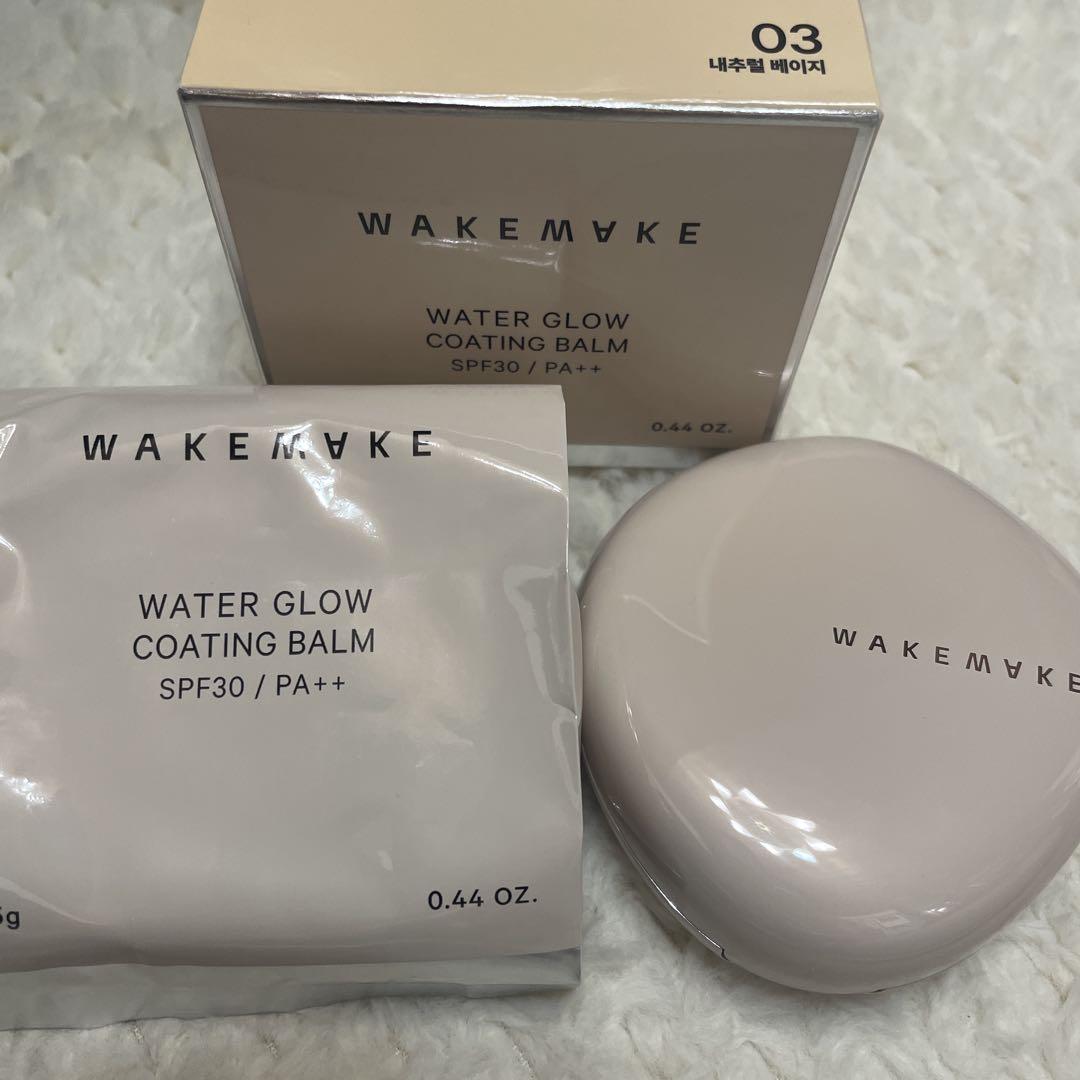 03
내추럴 베이지
WAKEMAKE
WATER GLOW
COATING BALM
SPF30 / PA++
0.44 OZ.
WAKEMAKE
WATER GLOW
COATING BALM
SPF30 / PA++
5g
0.44 OZ.
WAKEMAKE